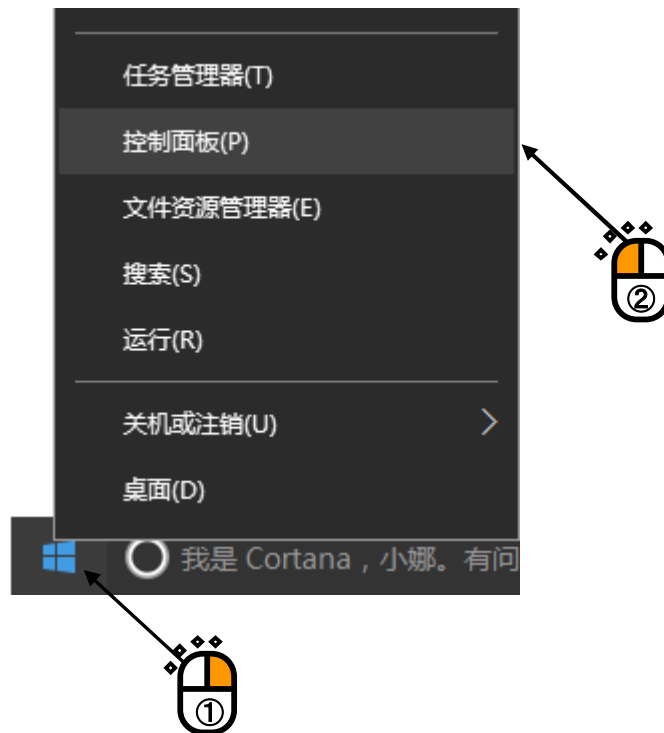 任务管理器(T)
控制面板(P)
文件资源管理器(E)
②
搜索(S)
运行(R)
关机或注销(U)
桌面(D)
我是 Cortana，小娜。有问
①